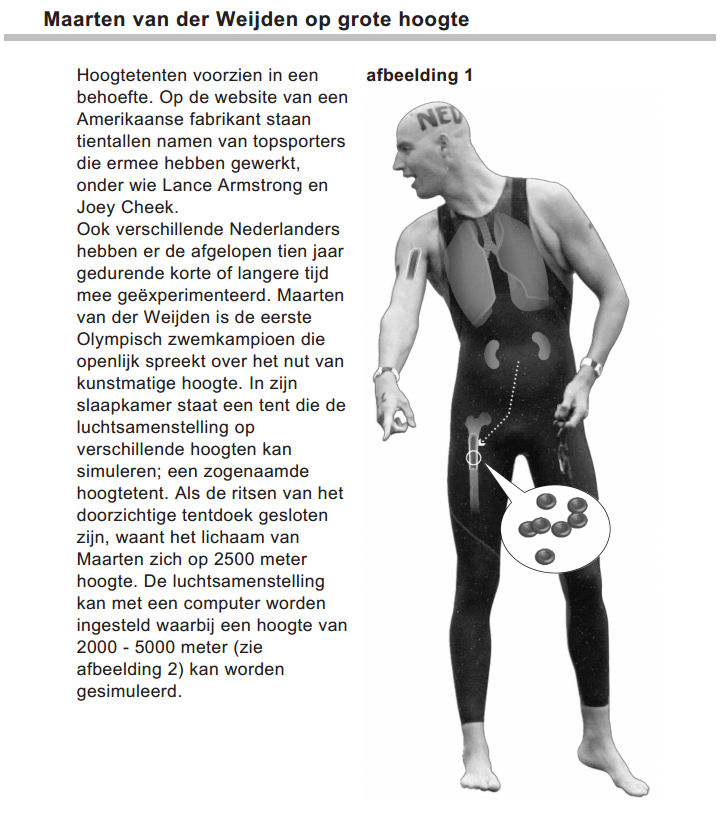 Maarten van der Weijden op grote hoogte
Hoogtetenten voorzien in een
behoefte. Op de website van een
Amerikaanse fabrikant staan
tientallen namen van topsporters
die ermee hebben gewerkt,
onder wie Lance Armstrong en
Joey Cheek.
Ook verschillende Nederlanders
hebben er de afgelopen tien jaar
gedurende korte of langere tijd
mee geëxperimenteerd. Maarten
van der Weijden is de eerste
Olympisch zwemkampioen die
openlijk spreekt over het nut van
kunstmatige hoogte. In zijn
slaapkamer staat een tent die de
luchtsamenstelling op
verschillende hoogten kan
simuleren; een zogenaamde
hoogtetent. Als de ritsen van het
doorzichtige tentdoek gesloten
zijn, waant het lichaam van
Maarten zich op 2500 meter
hoogte. De luchtsamenstelling
kan met een computer worden
ingesteld waarbij een hoogte van
2000 - 5000 meter (zie
afbeelding 2) kan worden
gesimuleerd.
afbeelding 1
NED